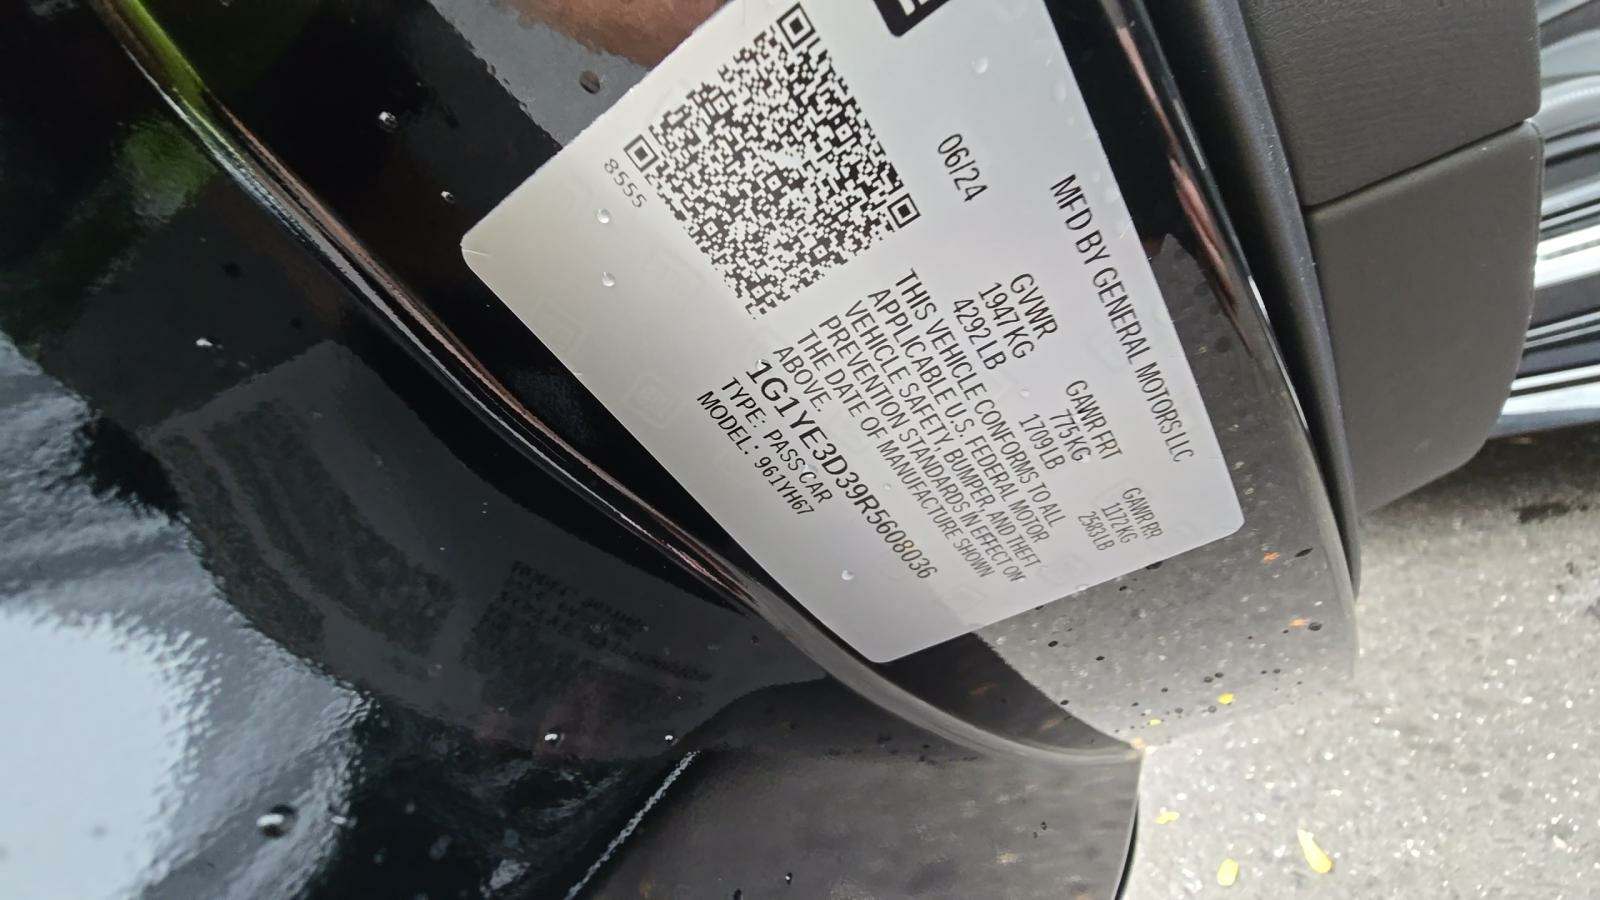 MFD BY GENERAL MOTORS LLC
06/24
GVWR
1947 KG
4292 LB
GAWR FRT
775 KG
1709 LB
GAWR RR
1172 KG
2583 LB
THIS VEHICLE CONFORMS TO ALL
APPLICABLE U.S. FEDERAL MOTOR
VEHICLE SAFETY, BUMPER, AND THEFT
PREVENTION STANDARDS IN EFFECT ON
THE DATE OF MANUFACTURE SHOWN
ABOVE.
1G1YE3D39R5608036
TYPE: PASS CAR
MODEL: 961YH67
8555